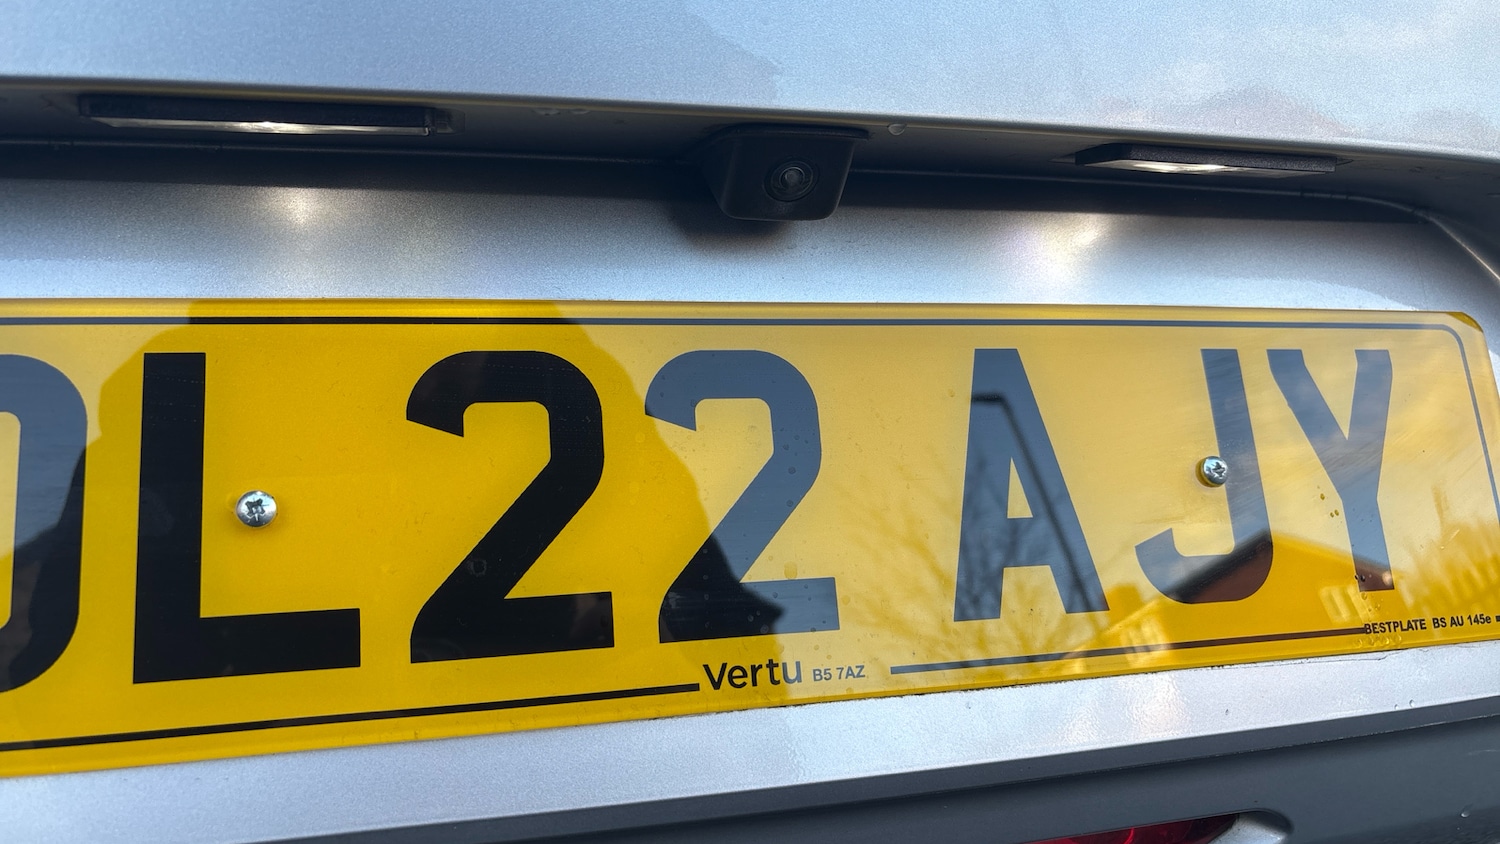 L22 AJY
Vertu B5 7AZ
BESTPLATE BS AU 145e